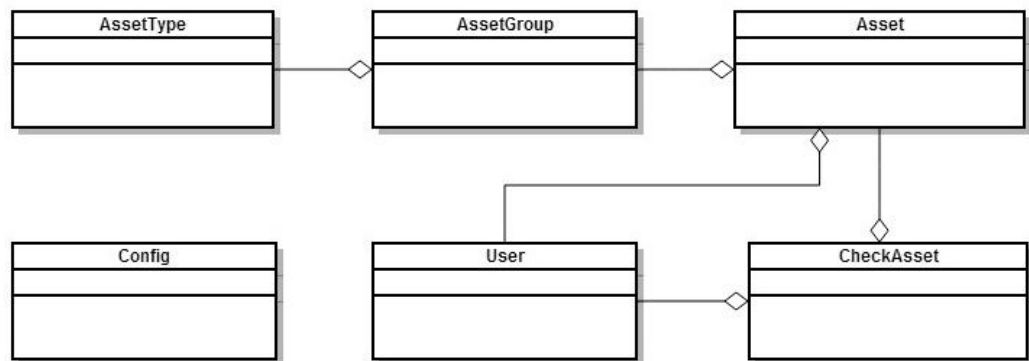 AssetType
AssetGroup
Asset
Config
User
CheckAsset